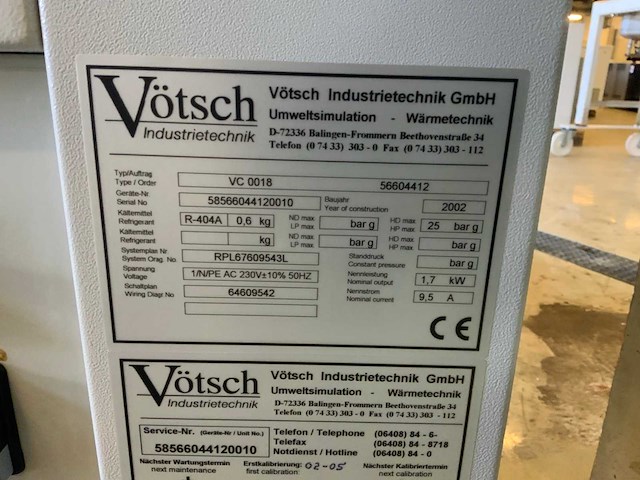 Vötsch
Industrietechnik
Vötsch Industrietechnik GmbH
Umweltsimulation - Wärmetechnik
D-72336 Balingen-Frommern Beethovenstraße 34
Telefon (0 74 33) 303 - 0 Fax (0 74 33) 303 - 112
Typ/Auftrag
Type / Order
VC 0018 56604412
Geräte-Nr.
Serial No
58566044120010
Baujahr
Year of construction
2002
Kältemittel
Refrigerant
R-404A 0,6 kg
ND max
LP max
bar g
HD max
HP max
25 bar g
Kältemittel
Refrigerant
kg
ND max
LP max
bar g
HD max
HP max
bar g
Systemplan Nr.
System Orag. No.
RPL67609543L
Standdruck
Constant pressure
bar g
Spannung
Voltage
1/N/PE AC 230V±10% 50HZ
Nennleistung
Nominal output
1,7 kW
Schaltplan
Wiring Diagr.No
64609542
Nennstrom
Nominal current
9,5 A
CE
Vötsch
Industrietechnik
Vötsch Industrietechnik GmbH
Umweltsimulation - Wärmetechnik
D-72336 Balingen-Frommern Beethovenstraße 34
Telefon (0 74 33) 303 - 0 Fax (0 74 33) 303 - 112
Service-Nr. (Geräte-Nr / Unit No.)
58566044120010
Telefon / Telephone (06408) 84 - 6-
Telefax (06408) 84 - 8718
Notdienst / Hotline (06408) 84 - 0
Nächster Wartungstermin
next maintenance
Erstkalibrierung:
first calibration:
02-05
Nächster Kalibriertermin
next calibration